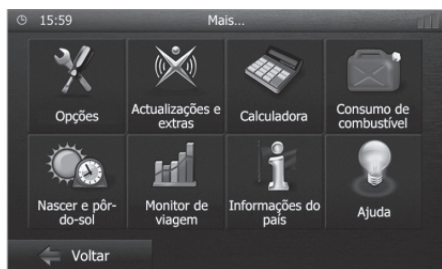 15:59 Mais...
Opções
Actualizações e
extras
Calculadora
Consumo de
combustível
Nascer e pôr-
do-sol
Monitor de
viagem
Informações do
país
Ajuda
Voltar